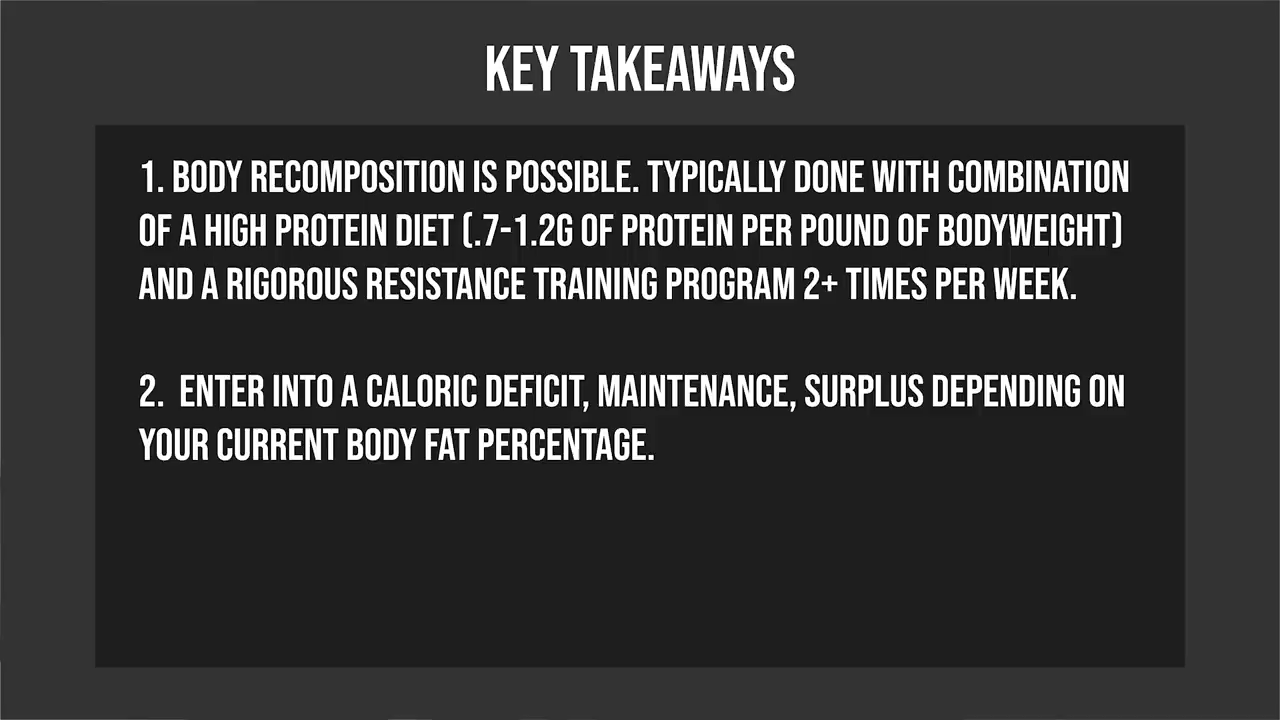 KEY TAKEAWAYS
1. BODY RECOMPOSITION IS POSSIBLE. TYPICALLY DONE WITH COMBINATION
OF A HIGH PROTEIN DIET (.7-1.2G OF PROTEIN PER POUND OF BODYWEIGHT)
AND A RIGOROUS RESISTANCE TRAINING PROGRAM 2+ TIMES PER WEEK.
2. ENTER INTO A CALORIC DEFICIT, MAINTENANCE, SURPLUS DEPENDING ON
YOUR CURRENT BODY FAT PERCENTAGE.